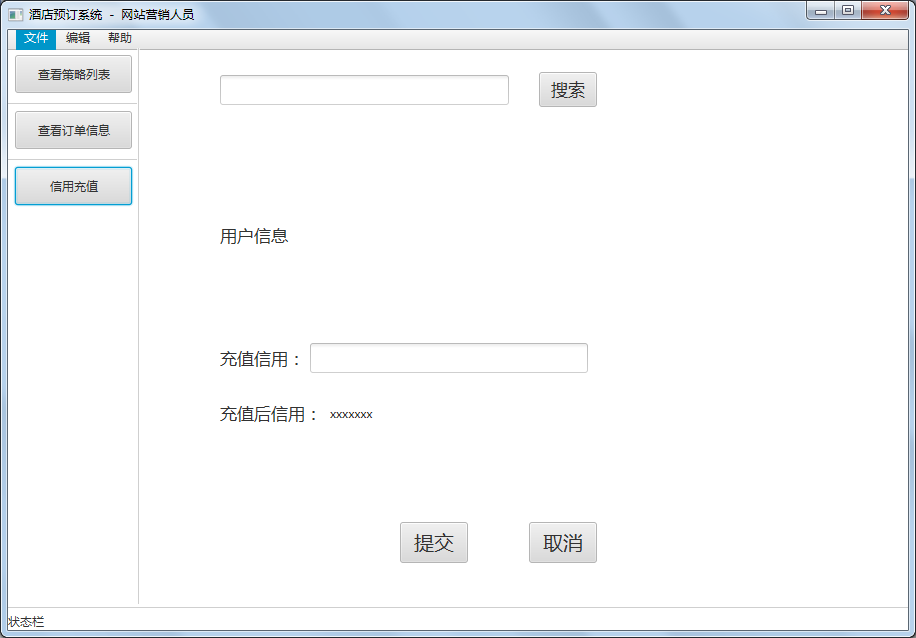 酒店预订系统 - 网站营销人员
文件 编辑 帮助
查看策略列表
搜索
查看订单信息
信用充值
用户信息
充值信用：
充值后信用： xxxxxxx
提交 取消
状态栏